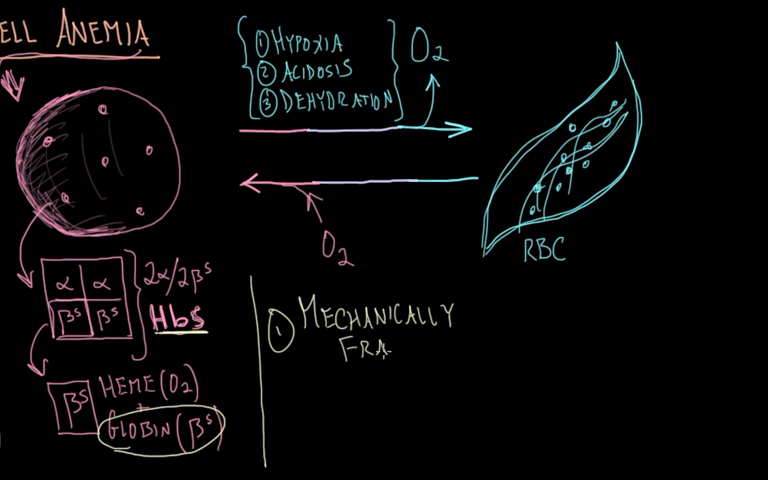 ELL ANEMIA
① HYPOXIA
② ACIDOSIS
③ DEHYDRATION
O₂
O₂
RBC
α α
βˢ βˢ
2α/2βˢ
HbS
βˢ
HEME(O₂)
+
GLOBIN(βˢ)
① MECHANICALLY
FRA